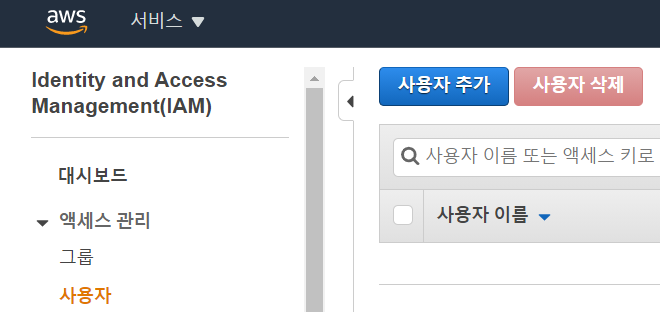 aws
서비스
Identity and Access
Management(IAM)
대시보드
액세스 관리
그룹
사용자
사용자 추가
사용자 삭제
사용자 이름 또는 액세스 키로
사용자 이름